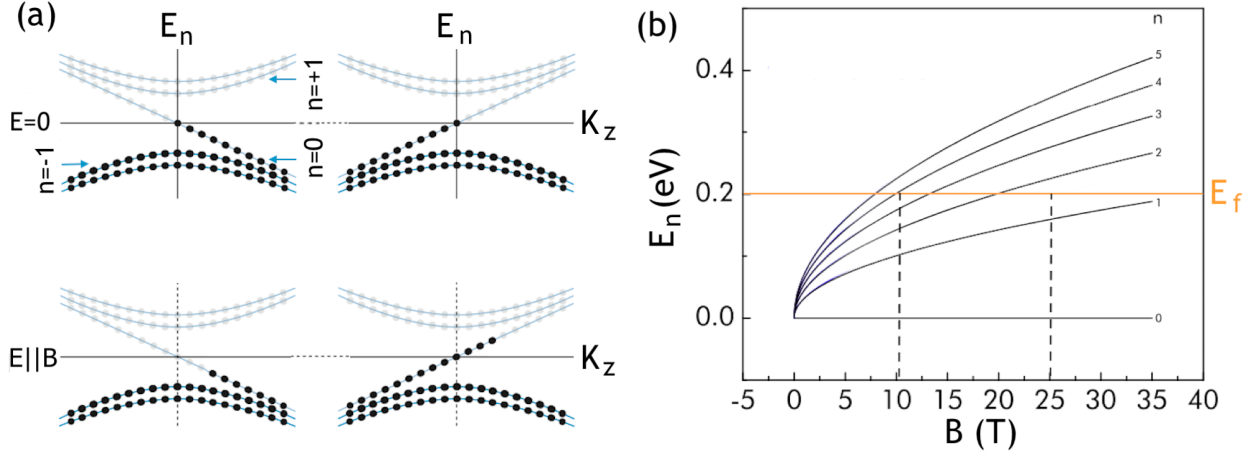 (a)
E_n
E_n
n=+1
E=0
K_z
n=-1
n=0
E||B
K_z
(b)
n
5
4
3
2
1
0
0.4
0.2
0.0
E_n (eV)
E_f
-5 0 5 10 15 20 25 30 35 40
B (T)